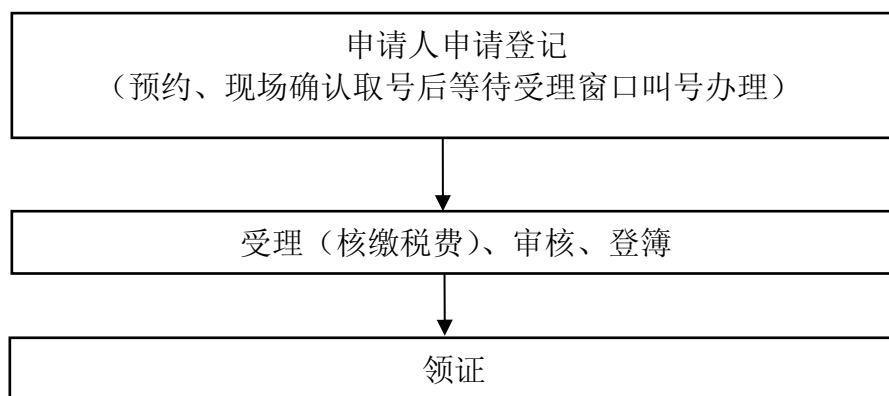 申请人申请登记
（预约、现场确认取号后等待受理窗口叫号办理）
受理（核缴税费）、审核、登簿
领证